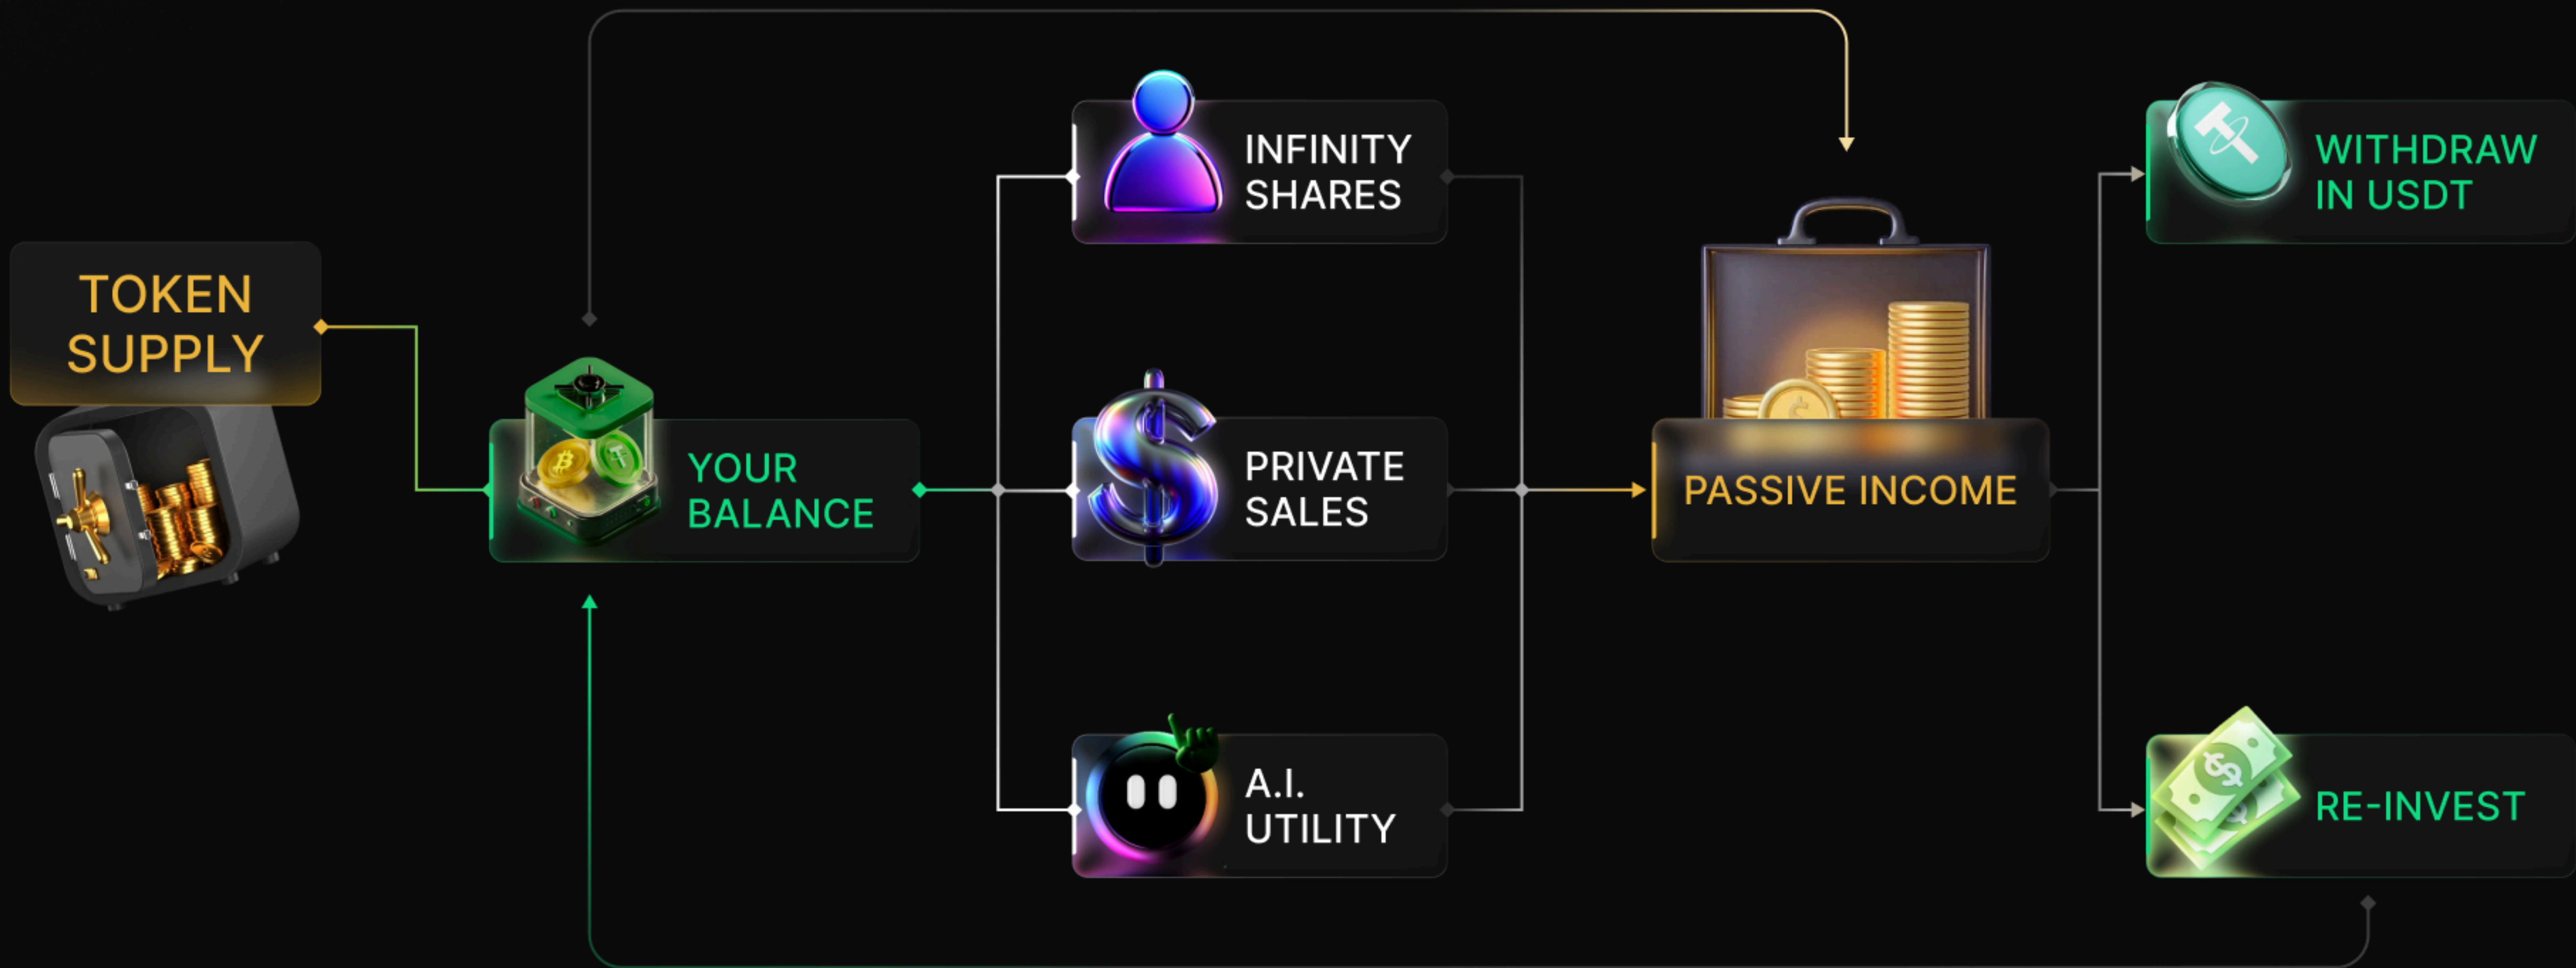 TOKEN
SUPPLY
YOUR
BALANCE
INFINITY
SHARES
PRIVATE
SALES
A.I.
UTILITY
PASSIVE INCOME
WITHDRAW
IN USDT
RE-INVEST